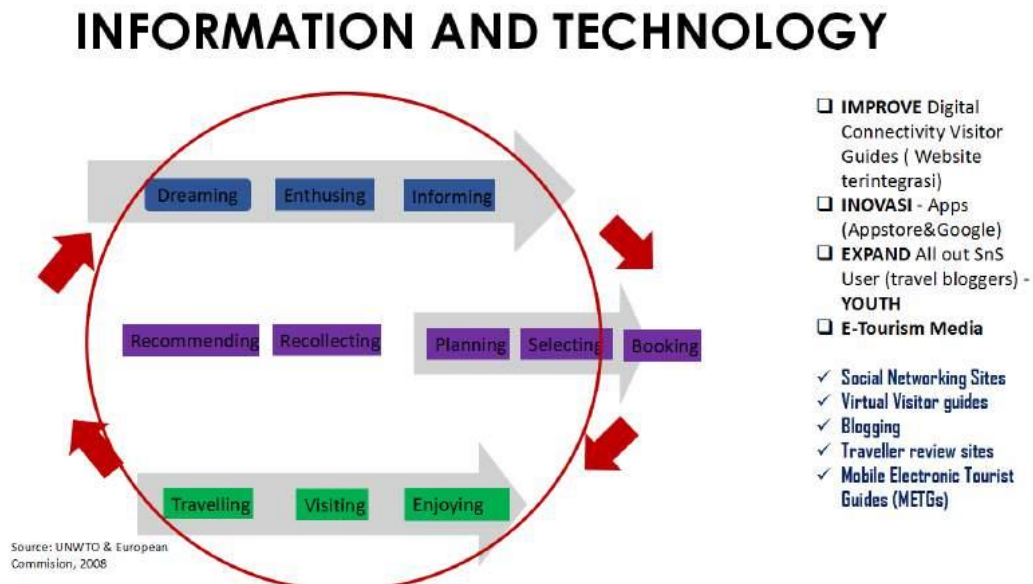 INFORMATION AND TECHNOLOGY
Dreaming Enthusing Informing
Recommending Recollecting Planning Selecting Booking
Travelling Visiting Enjoying
Source: UNWTO & European
Commision, 2008
❑ IMPROVE Digital
Connectivity Visitor
Guides ( Website
terintegrasi)
❑ INOVASI - Apps
(Appstore&Google)
❑ EXPAND All out SnS
User (travel bloggers) -
YOUTH
❑ E-Tourism Media
✓ Social Networking Sites
✓ Virtual Visitor guides
✓ Blogging
✓ Traveller review sites
✓ Mobile Electronic Tourist
Guides (METGs)